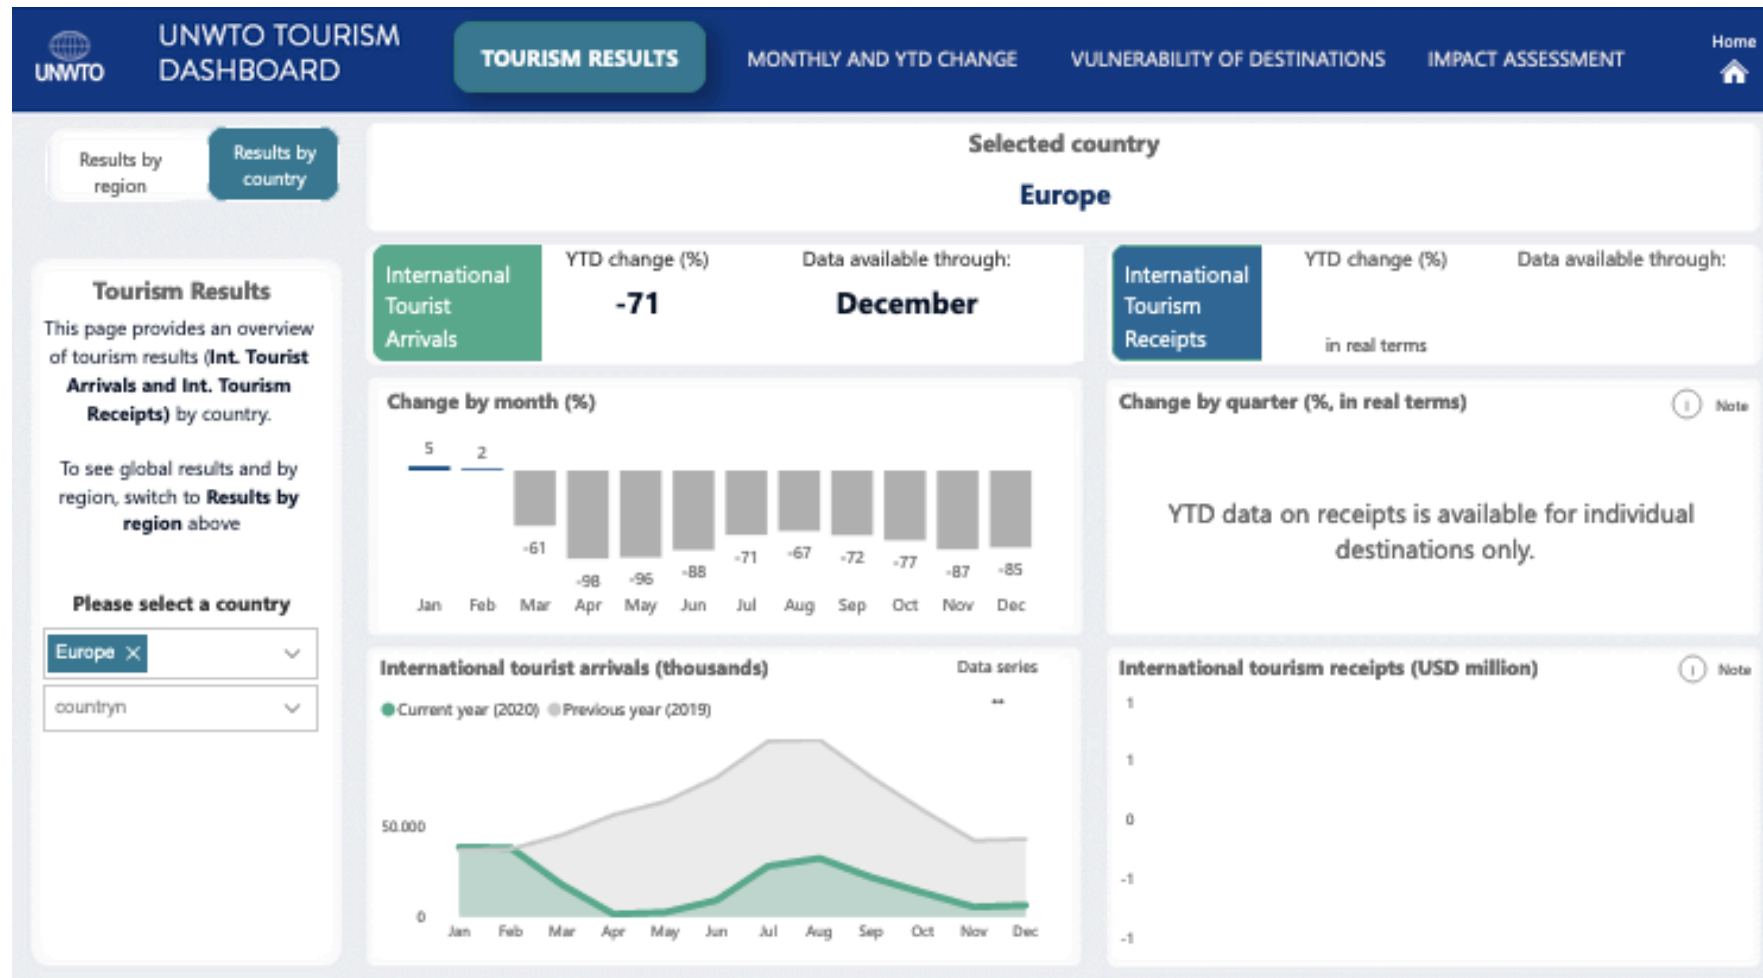 UNWTO
UNWTO TOURISM
DASHBOARD
TOURISM RESULTS
MONTHLY AND YTD CHANGE
VULNERABILITY OF DESTINATIONS
IMPACT ASSESSMENT
Home
Results by
region
Results by
country
Selected country
Europe
Tourism Results
This page provides an overview
of tourism results (Int. Tourist
Arrivals and Int. Tourism
Receipts) by country.
To see global results and by
region, switch to Results by
region above
Please select a country
Europe ×
countryn
International
Tourist
Arrivals
YTD change (%)
-71
Data available through:
December
International
Tourism
Receipts
YTD change (%)
in real terms
Data available through:
Change by month (%)
5 2
-61 -98 -96 -88 -71 -67 -72 -77 -87 -85
Jan Feb Mar Apr May Jun Jul Aug Sep Oct Nov Dec
Change by quarter (%, in real terms)
i Note
YTD data on receipts is available for individual
destinations only.
International tourist arrivals (thousands)
Data series
--
Current year (2020) Previous year (2019)
50.000
0
Jan Feb Mar Apr May Jun Jul Aug Sep Oct Nov Dec
International tourism receipts (USD million)
i Note
1
1
0
-1
-1